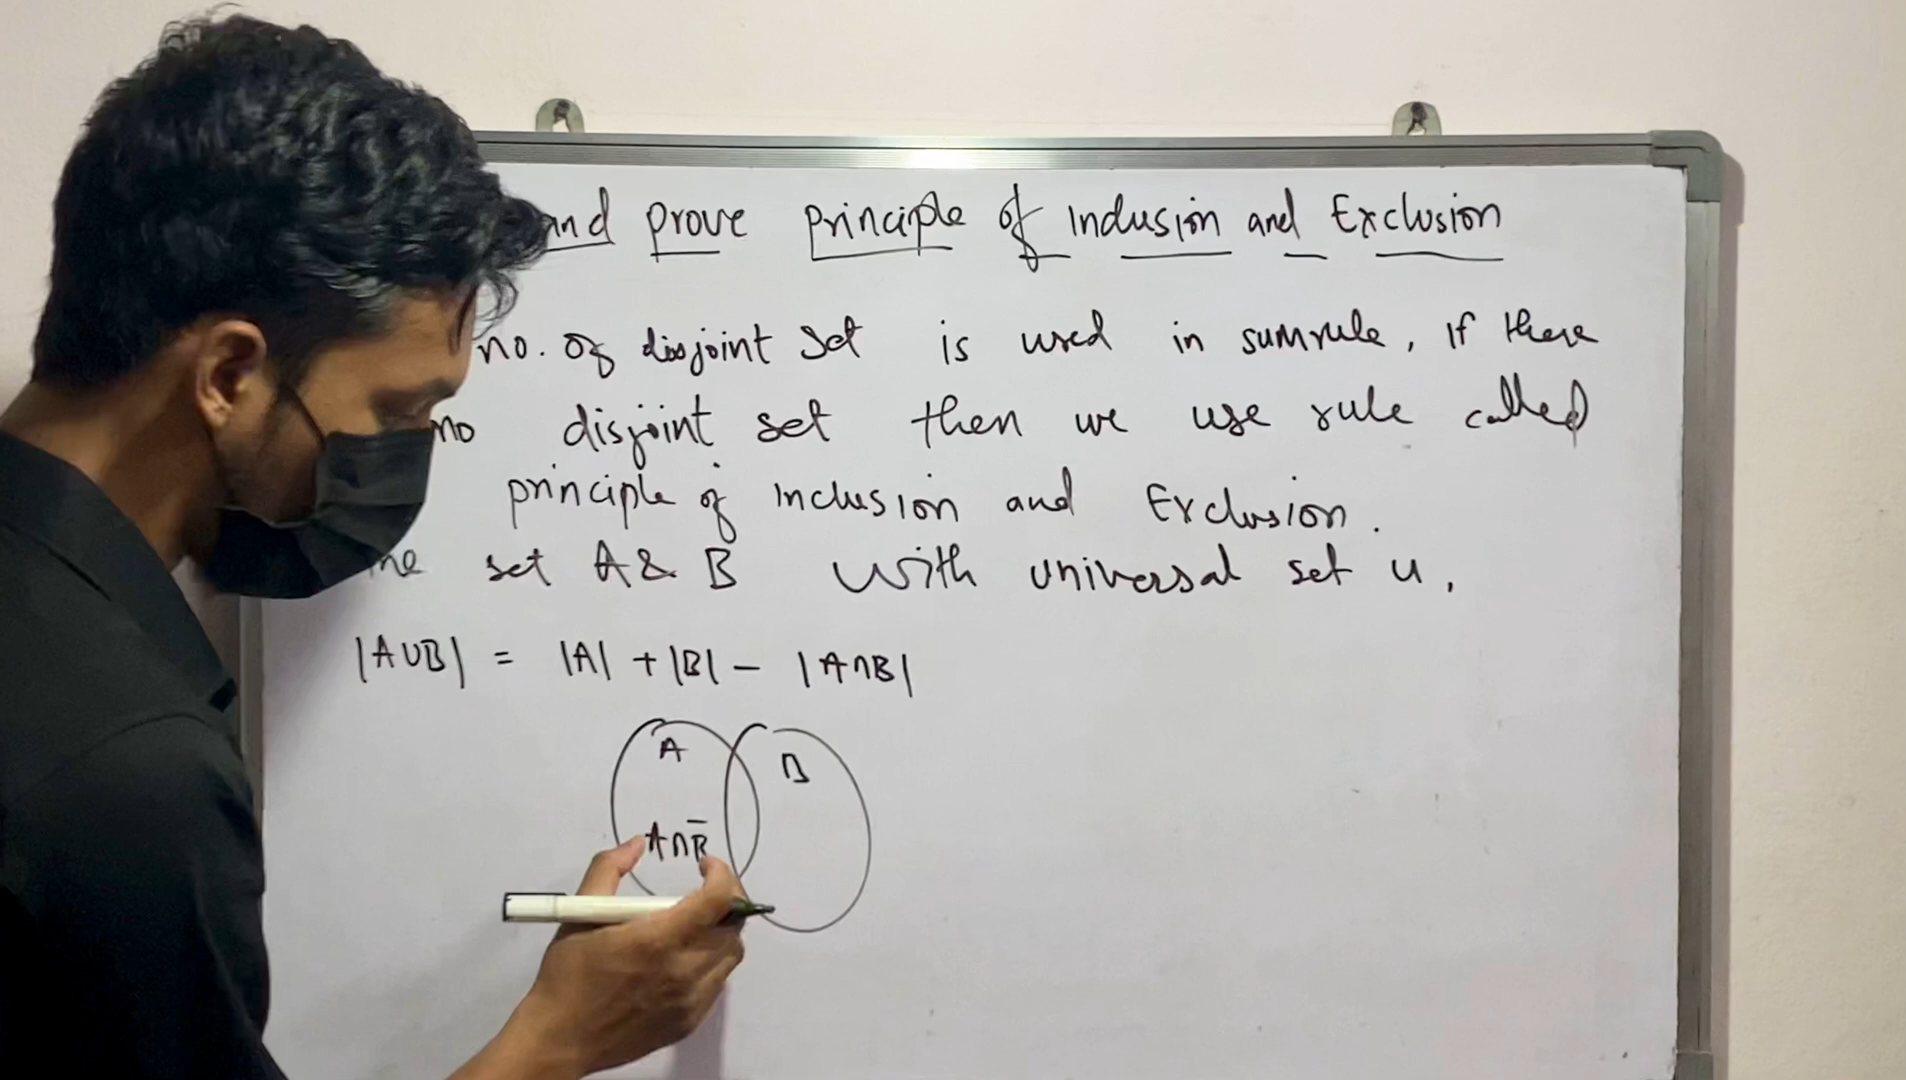 and prove principle of Inclusion and Exclusion
no. of disjoint set is used in sumrule, if there
no disjoint set then we use rule called
principle of inclusion and Exclusion.
set A & B with universal set u.
|A∪B| = |A| + |B| - |A∩B|
A B
A∩B̅